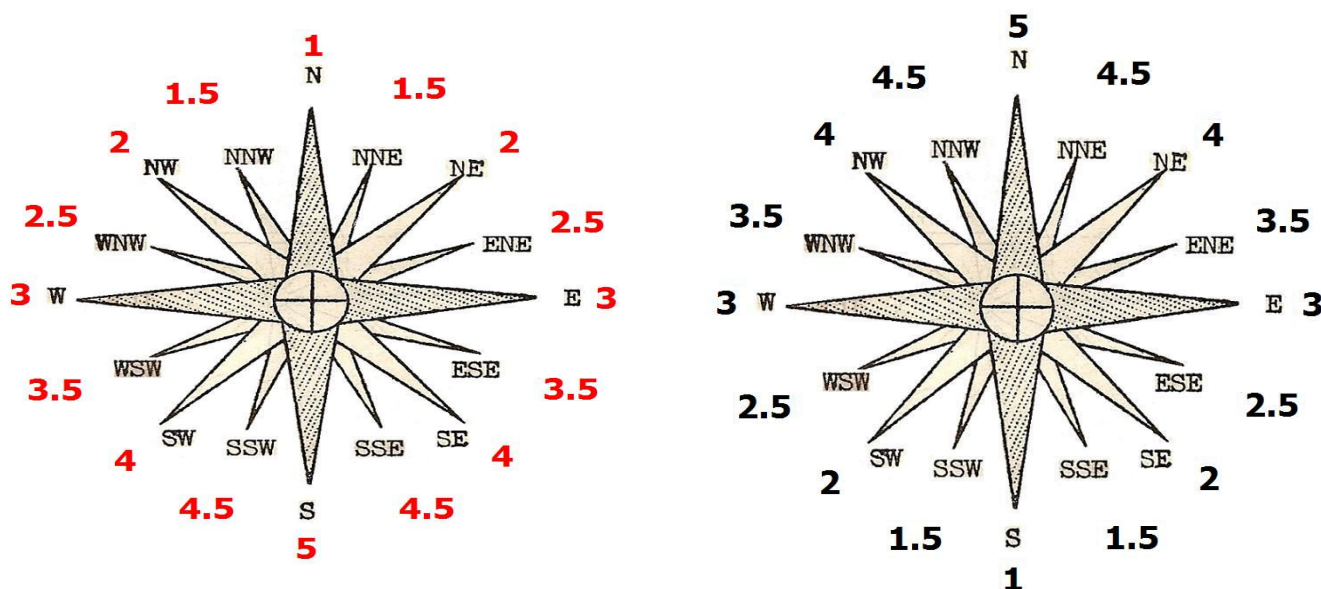 1
N
1.5 1.5
2 NW NNW NNE NE 2
2.5 WNW ENE 2.5
3 W E 3
WSW ESE
3.5 3.5
SW SSW SSE SE
4 4
4.5 S 4.5
5
5
N
4.5 4.5
4 NW NNW NNE NE 4
3.5 WNW ENE 3.5
3 W E 3
WSW ESE
2.5 2.5
SW SSW SSE SE
2 2
1.5 S 1.5
1